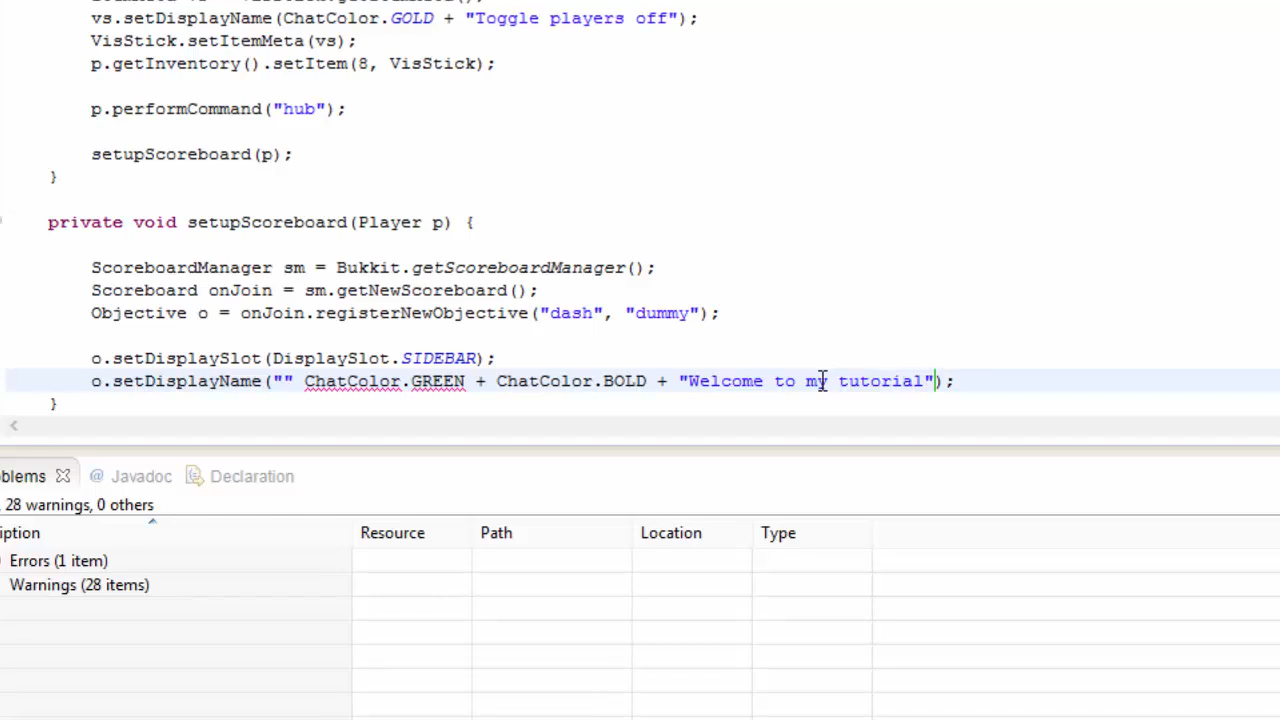 vs.setDisplayName(ChatColor.GOLD + "Toggle players off");
VisStick.setItemMeta(vs);
p.getInventory().setItem(8, VisStick);
p.performCommand("hub");
setupScoreboard(p);
}
private void setupScoreboard(Player p) {
ScoreboardManager sm = Bukkit.getScoreboardManager();
Scoreboard onJoin = sm.getNewScoreboard();
Objective o = onJoin.registerNewObjective("dash", "dummy");
o.setDisplaySlot(DisplaySlot.SIDEBAR);
o.setDisplayName("" ChatColor.GREEN + ChatColor.BOLD + "Welcome to my tutorial");
}
oblems @ Javadoc Declaration
28 warnings, 0 others
iption Resource Path Location Type
Errors (1 item)
Warnings (28 items)